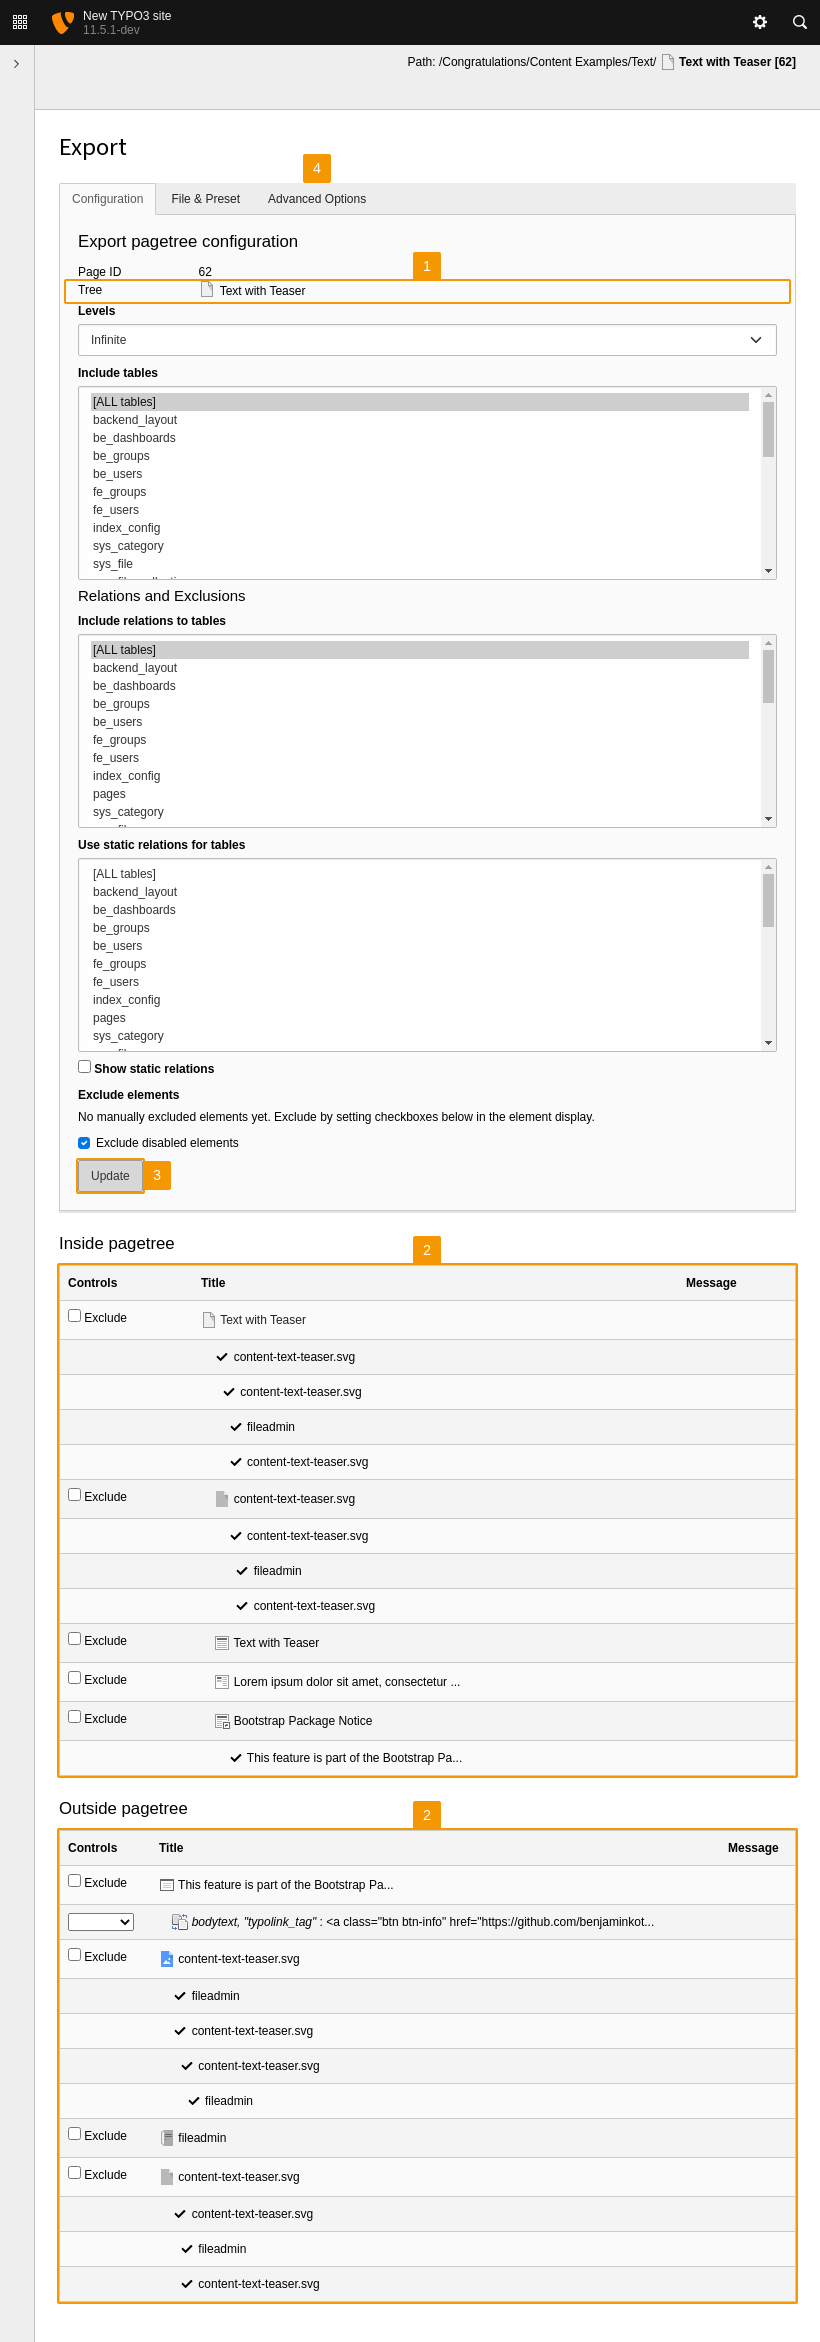 New TYPO3 site
11.5.1-dev
Path: /Congratulations/Content Examples/Text/ Text with Teaser [62]
Export
4
Configuration File & Preset Advanced Options
Export pagetree configuration
1
Page ID 62
Tree Text with Teaser
Levels
Infinite
Include tables
[ALL tables]
backend_layout
be_dashboards
be_groups
be_users
fe_groups
fe_users
index_config
sys_category
sys_file
Relations and Exclusions
Include relations to tables
[ALL tables]
backend_layout
be_dashboards
be_groups
be_users
fe_groups
fe_users
index_config
pages
sys_category
Use static relations for tables
[ALL tables]
backend_layout
be_dashboards
be_groups
be_users
fe_groups
fe_users
index_config
pages
sys_category
Show static relations
Exclude elements
No manually excluded elements yet. Exclude by setting checkboxes below in the element display.
Exclude disabled elements
Update 3
Inside pagetree
2
Controls Title Message
Exclude Text with Teaser
content-text-teaser.svg
content-text-teaser.svg
fileadmin
content-text-teaser.svg
Exclude content-text-teaser.svg
content-text-teaser.svg
fileadmin
content-text-teaser.svg
Exclude Text with Teaser
Exclude Lorem ipsum dolor sit amet, consectetur ...
Exclude Bootstrap Package Notice
This feature is part of the Bootstrap Pa...
Outside pagetree
2
Controls Title Message
Exclude This feature is part of the Bootstrap Pa...
bodytext, "typolink_tag" : <a class="btn btn-info" href="https://github.com/benjaminkot...
Exclude content-text-teaser.svg
fileadmin
content-text-teaser.svg
content-text-teaser.svg
fileadmin
Exclude fileadmin
Exclude content-text-teaser.svg
content-text-teaser.svg
fileadmin
content-text-teaser.svg